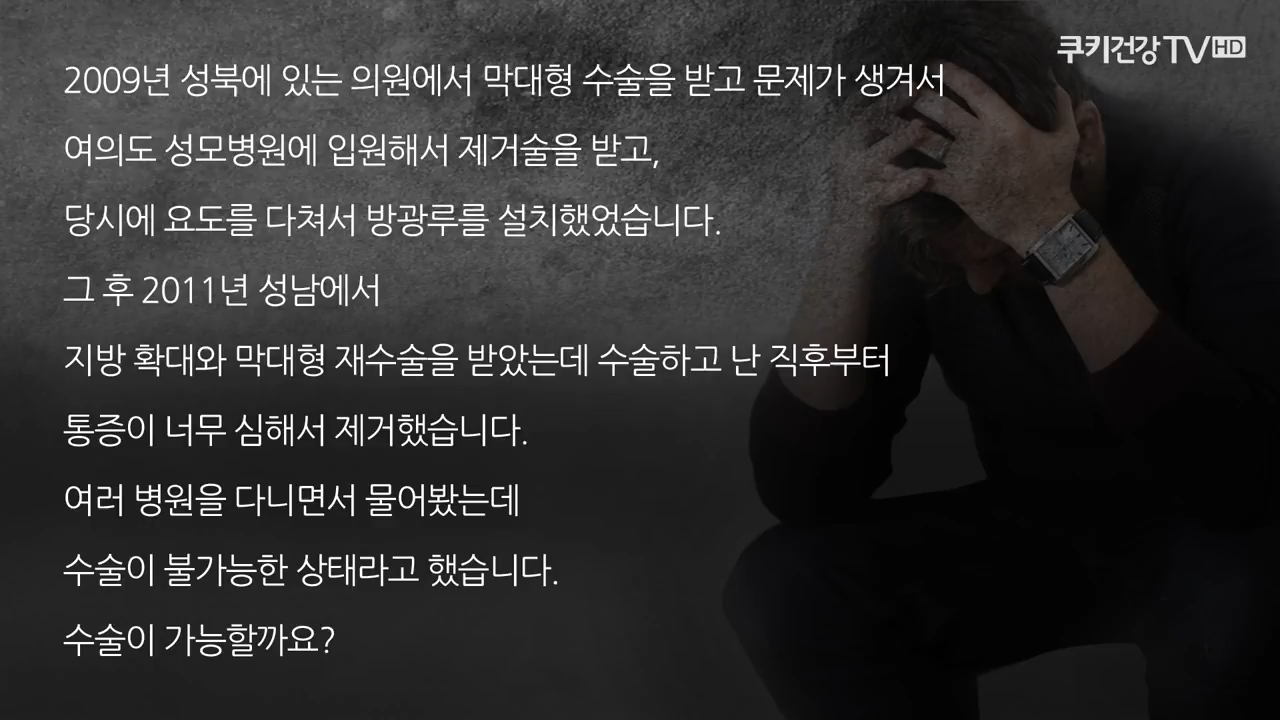 쿠키건강TV HD
2009년 성북에 있는 의원에서 막대형 수술을 받고 문제가 생겨서
여의도 성모병원에 입원해서 제거술을 받고,
당시에 요도를 다쳐서 방광루를 설치했었습니다.
그 후 2011년 성남에서
지방 확대와 막대형 재수술을 받았는데 수술하고 난 직후부터
통증이 너무 심해서 제거했습니다.
여러 병원을 다니면서 물어봤는데
수술이 불가능한 상태라고 했습니다.
수술이 가능할까요?